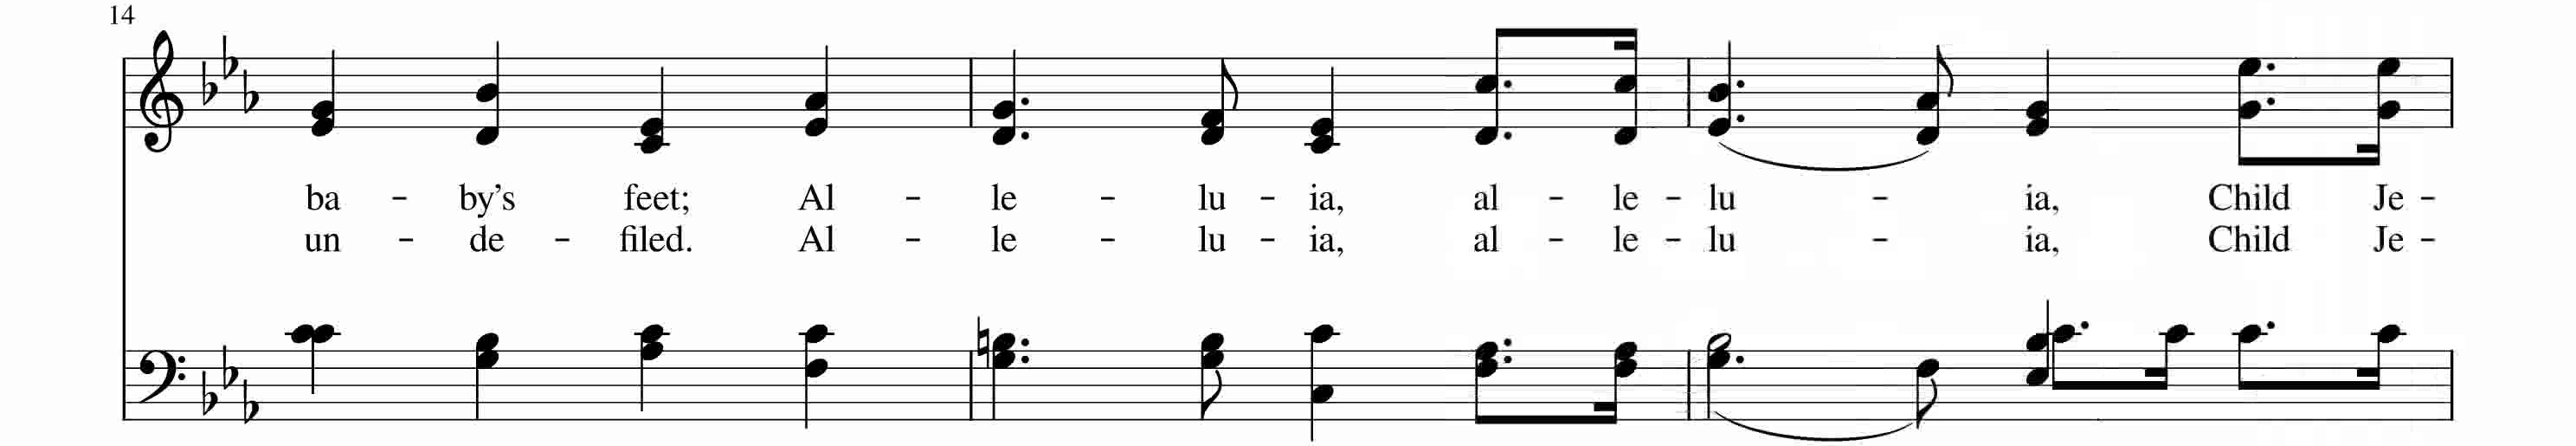 14
ba - by’s feet; Al - le - lu - ia, al - le - lu - ia, Child Je -
un - de - filed. Al - le - lu - ia, al - le - lu - ia, Child Je -